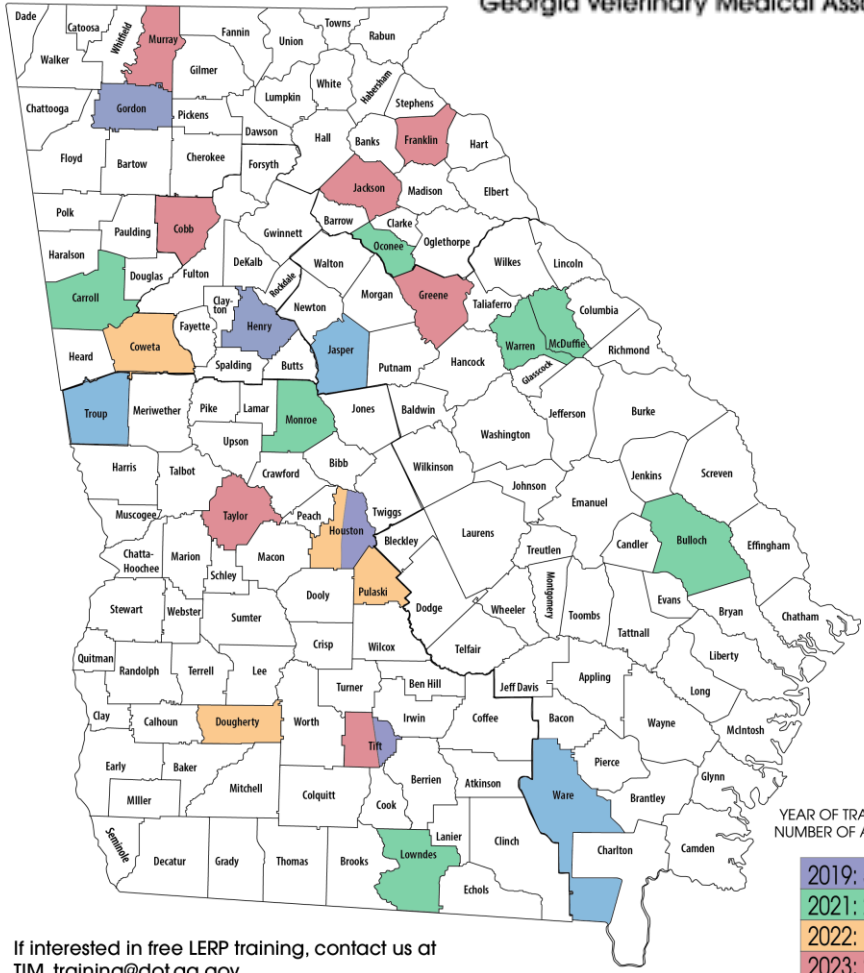 Georgia Veterinary Medical Ass
Dade
Catoosa
Whitfield
Murray
Fannin
Towns
Union
Rabun
Walker
Gilmer
White
Habersham
Lumpkin
Stephens
Chattooga
Gordon
Pickens
Dawson
Hall
Banks
Franklin
Hart
Floyd
Bartow
Cherokee
Forsyth
Jackson
Madison
Elbert
Polk
Paulding
Cobb
Gwinnett
Barrow
Clarke
Oconee
Oglethorpe
Haralson
Douglas
Fulton
DeKalb
Rockdale
Walton
Wilkes
Lincoln
Carroll
Clay-
ton
Fayette
Henry
Newton
Morgan
Greene
Taliaferro
Columbia
Heard
Coweta
Spalding
Butts
Jasper
Putnam
Hancock
Warren
McDuffie
Glasscock
Richmond
Troup
Meriwether
Pike
Lamar
Monroe
Jones
Baldwin
Jefferson
Burke
Upson
Washington
Harris
Talbot
Crawford
Bibb
Wilkinson
Johnson
Jenkins
Screven
Muscogee
Taylor
Peach
Houston
Twiggs
Bleckley
Laurens
Emanuel
Chatta-
Hoochee
Marion
Schley
Macon
Treutlen
Candler
Bulloch
Effingham
Stewart
Webster
Sumter
Dooly
Pulaski
Dodge
Wheeler
Montgomery
Toombs
Evans
Bryan
Chatham
Tattnall
Crisp
Wilcox
Telfair
Liberty
Quitman
Randolph
Terrell
Lee
Turner
Ben Hill
Jeff Davis
Appling
Long
Clay
Calhoun
Dougherty
Worth
Tift
Irwin
Coffee
Bacon
Wayne
McIntosh
Early
Baker
Mitchell
Colquitt
Berrien
Atkinson
Ware
Pierce
Glynn
Brantley
MIller
Cook
Seminole
Decatur
Grady
Thomas
Brooks
Lowndes
Lanier
Clinch
Echols
Charlton
Camden
YEAR OF TRA
NUMBER OF A
2019:
2021:
2022:
2023:
If interested in free LERP training, contact us at
TIM_training@dot.ga.gov